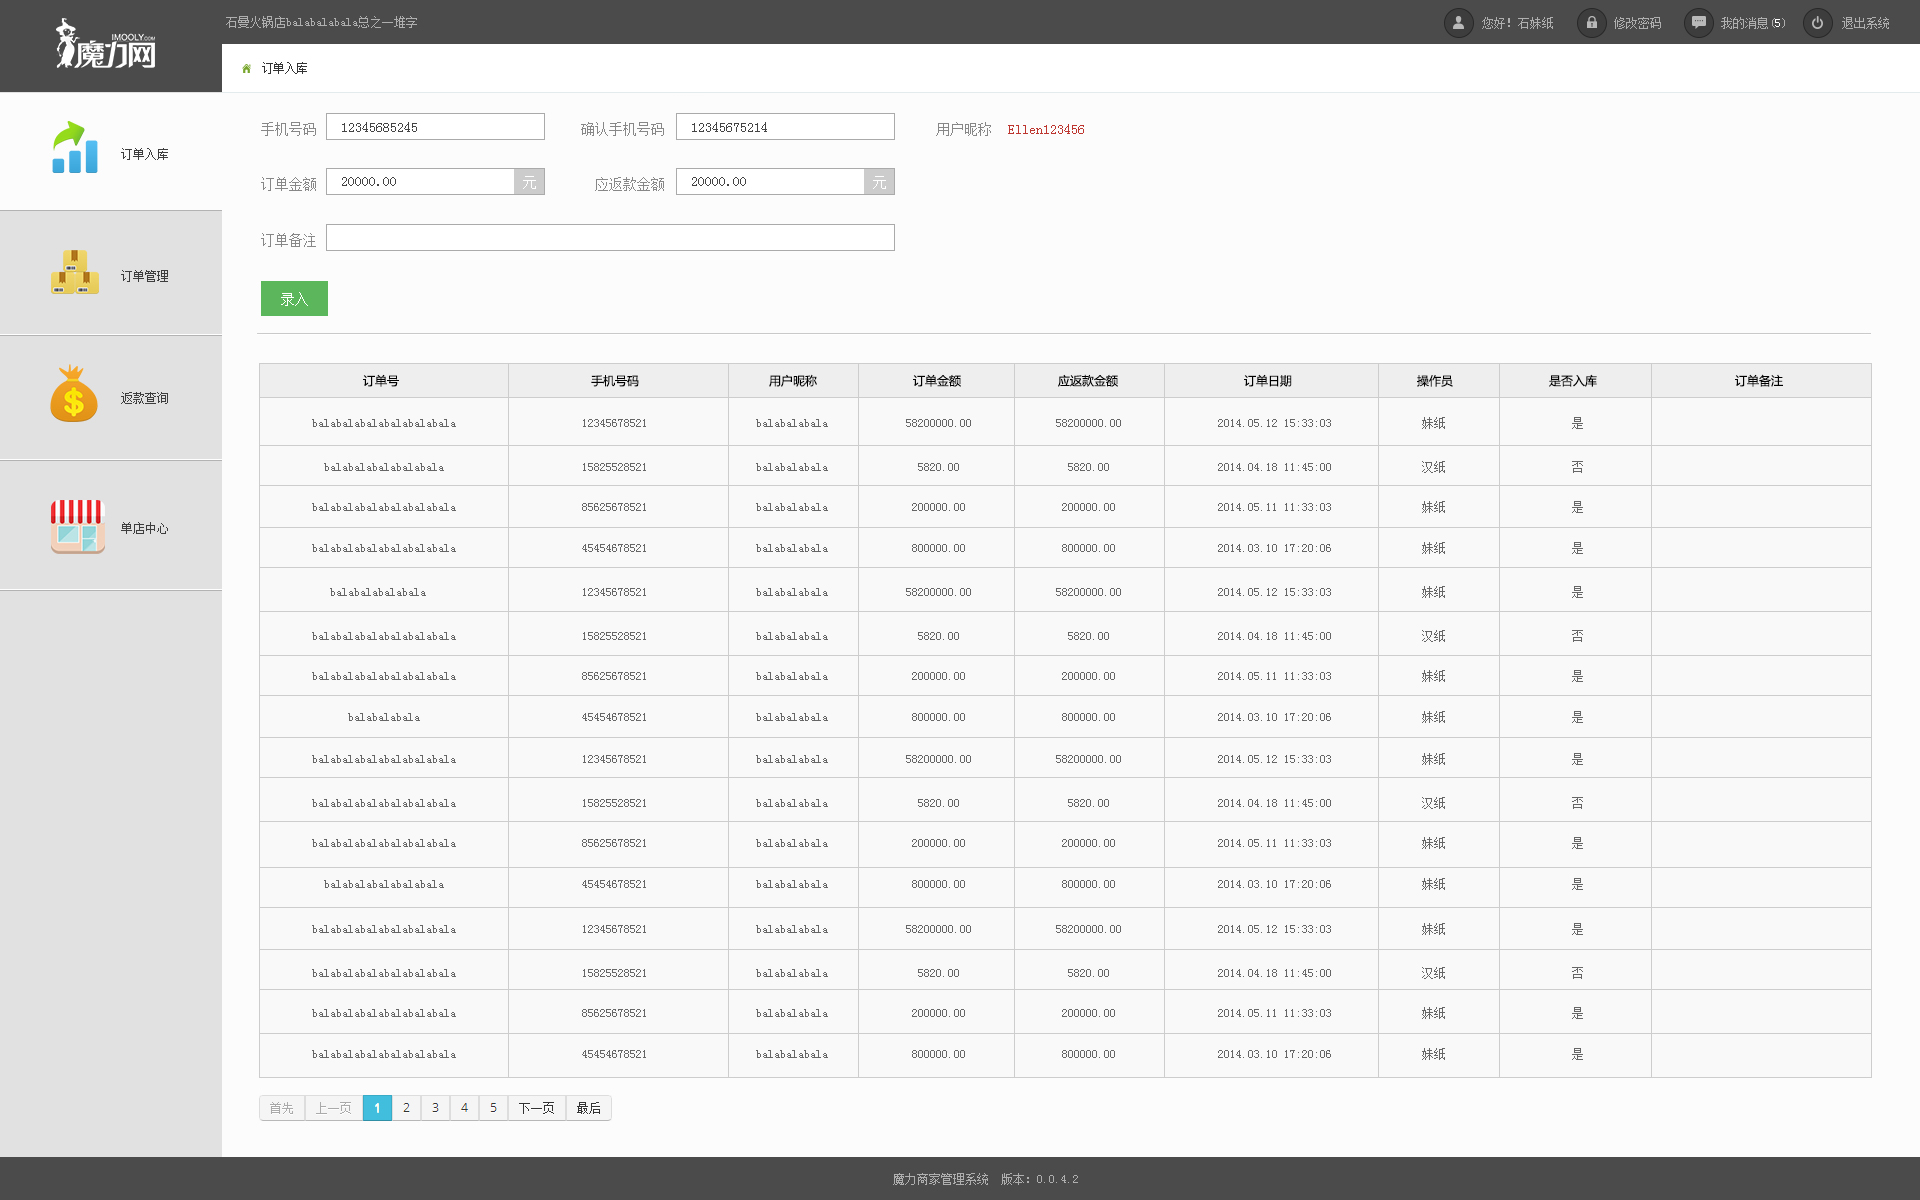 石曼火锅店balabalabala总之一堆字
您好！石妹纸
修改密码
我的消息(5)
退出系统
IMOOLY.COM
魔力网
订单入库
订单入库
订单管理
返款查询
单店中心
手机号码 12345685245 确认手机号码 12345675214 用户昵称 Ellen123456
订单金额 20000.00 元 应返款金额 20000.00 元
订单备注
录入
订单号 手机号码 用户昵称 订单金额 应返款金额 订单日期 操作员 是否入库 订单备注
balabalabalabalabalabala 12345678521 balabalabala 58200000.00 58200000.00 2014.05.12 15:33:03 妹纸 是
balabalabalabalabala 15825528521 balabalabala 5820.00 5820.00 2014.04.18 11:45:00 汉纸 否
balabalabalabalabalabala 85625678521 balabalabala 200000.00 200000.00 2014.05.11 11:33:03 妹纸 是
balabalabalabalabalabala 45454678521 balabalabala 800000.00 800000.00 2014.03.10 17:20:06 妹纸 是
balabalabalabala 12345678521 balabalabala 58200000.00 58200000.00 2014.05.12 15:33:03 妹纸 是
balabalabalabalabalabala 15825528521 balabalabala 5820.00 5820.00 2014.04.18 11:45:00 汉纸 否
balabalabalabalabalabala 85625678521 balabalabala 200000.00 200000.00 2014.05.11 11:33:03 妹纸 是
balabalabala 45454678521 balabalabala 800000.00 800000.00 2014.03.10 17:20:06 妹纸 是
balabalabalabalabalabala 12345678521 balabalabala 58200000.00 58200000.00 2014.05.12 15:33:03 妹纸 是
balabalabalabalabalabala 15825528521 balabalabala 5820.00 5820.00 2014.04.18 11:45:00 汉纸 否
balabalabalabalabalabala 85625678521 balabalabala 200000.00 200000.00 2014.05.11 11:33:03 妹纸 是
balabalabalabalabala 45454678521 balabalabala 800000.00 800000.00 2014.03.10 17:20:06 妹纸 是
balabalabalabalabalabala 12345678521 balabalabala 58200000.00 58200000.00 2014.05.12 15:33:03 妹纸 是
balabalabalabalabalabala 15825528521 balabalabala 5820.00 5820.00 2014.04.18 11:45:00 汉纸 否
balabalabalabalabalabala 85625678521 balabalabala 200000.00 200000.00 2014.05.11 11:33:03 妹纸 是
balabalabalabalabalabala 45454678521 balabalabala 800000.00 800000.00 2014.03.10 17:20:06 妹纸 是
首先 上一页 1 2 3 4 5 下一页 最后
魔力商家管理系统 版本：0.0.4.2